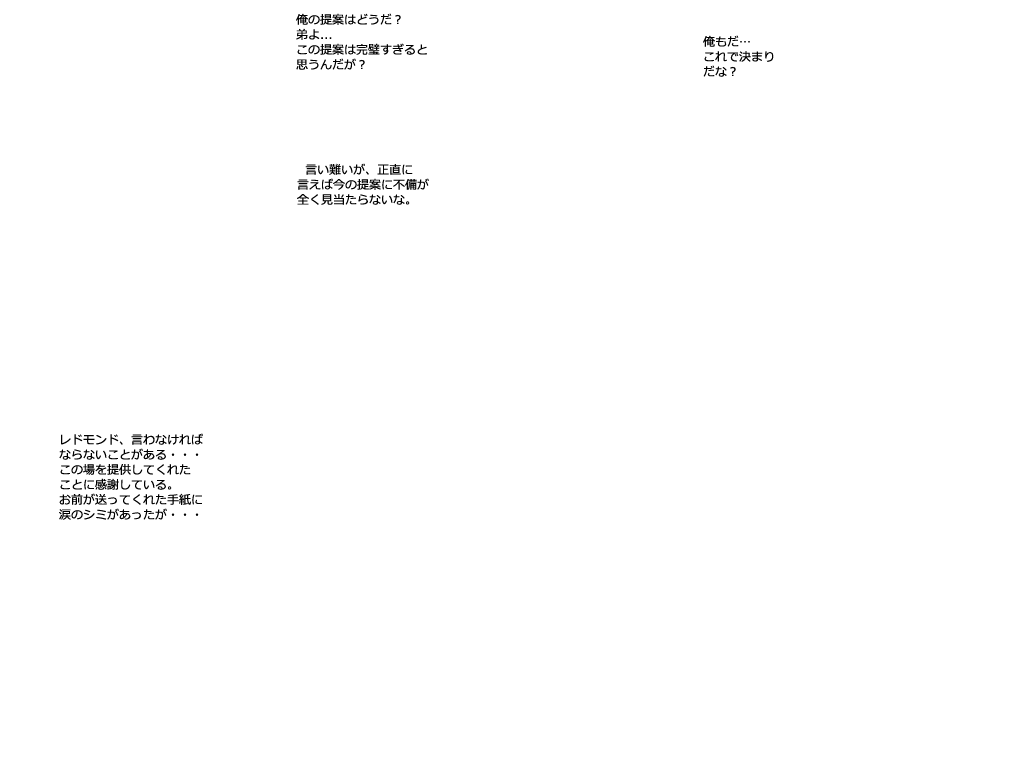 俺の提案はどうだ？
弟よ…
この提案は完璧すぎると
思うんだが？
俺もだ…
これで決まり
だな？
言い難いが、正直に
言えば今の提案に不備が
全く見当たらないな。
レドモンド、言わなければ
ならないことがある・・・
この場を提供してくれた
ことに感謝している。
お前が送ってくれた手紙に
涙のシミがあったが・・・